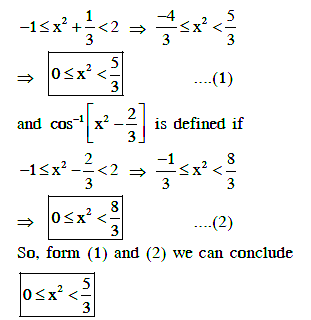 −1≤x²+1/3<2 ⇒ −4/3≤x²<5/3
⇒ 0≤x²<5/3 ....(1)
and cos⁻¹[x²−2/3] is defined if
−1≤x²−2/3<2 ⇒ −1/3≤x²<8/3
⇒ 0≤x²<8/3 ....(2)
So, form (1) and (2) we can conclude
0≤x²<5/3